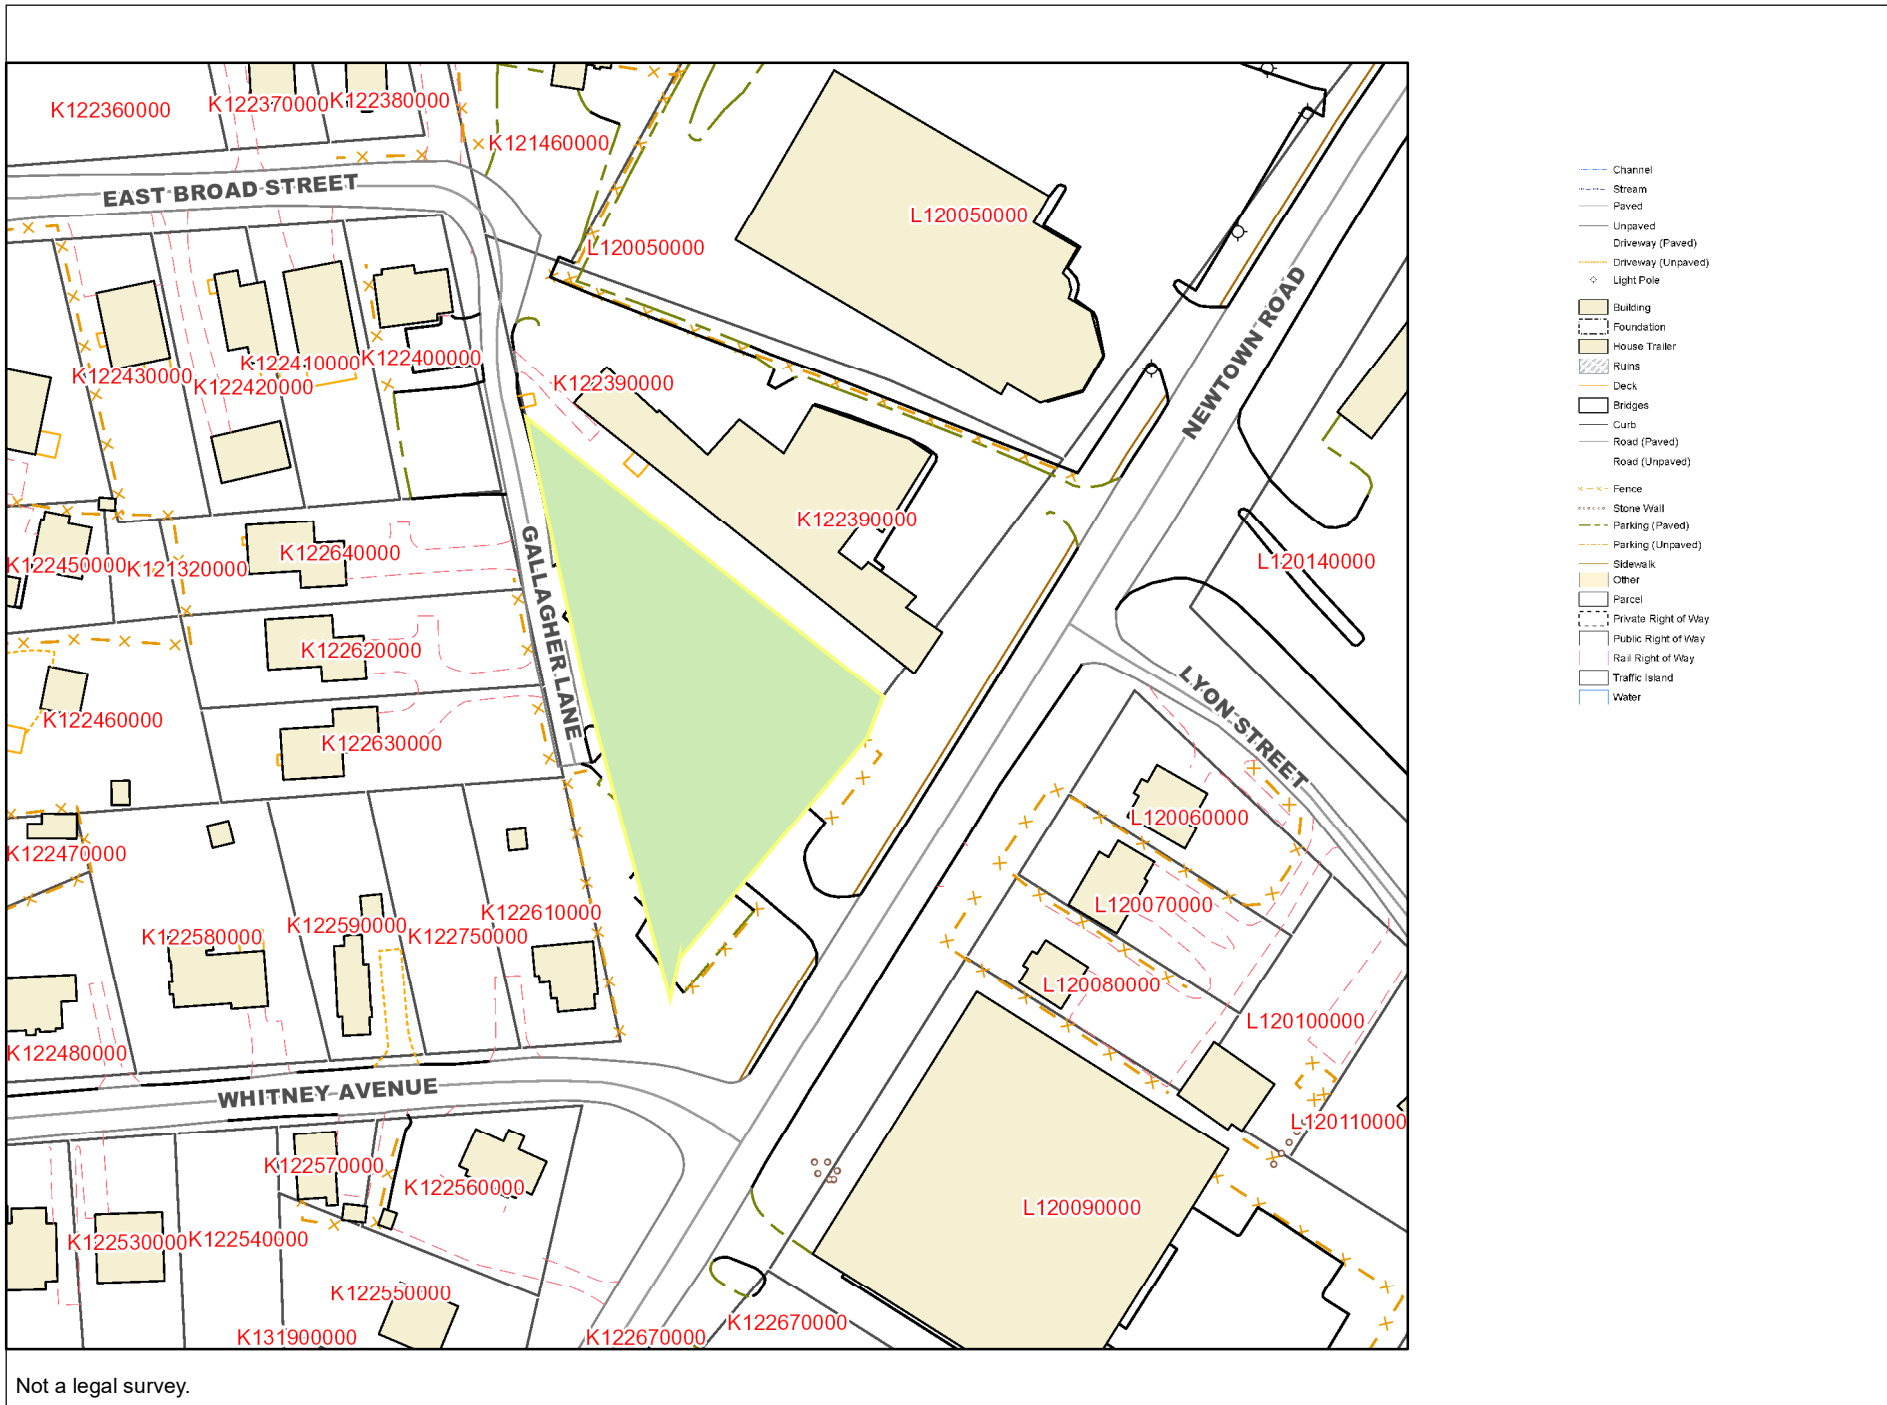 K122360000
K122370000
K122380000
K121460000
EAST BROAD STREET
L120050000
L120050000
NEWTOWN ROAD
K122430000
K122420000
K122410000
K122400000
K122390000
K122390000
K122450000
K121320000
K122640000
GALLAGHER LANE
L120140000
K122620000
K122460000
K122630000
LYON STREET
L120060000
K122470000
L120070000
K122580000
K122590000
K122750000
K122610000
L120080000
L120100000
K122480000
WHITNEY AVENUE
L120110000
K122570000
K122560000
L120090000
K122530000
K122540000
K122550000
K131900000
K122670000
K122670000
Channel
Stream
Paved
Unpaved
Driveway (Paved)
Driveway (Unpaved)
Light Pole
Building
Foundation
House Trailer
Ruins
Deck
Bridges
Curb
Road (Paved)
Road (Unpaved)
Fence
Stone Wall
Parking (Paved)
Parking (Unpaved)
Sidewalk
Other
Parcel
Private Right of Way
Public Right of Way
Rail Right of Way
Traffic Island
Water
Not a legal survey.